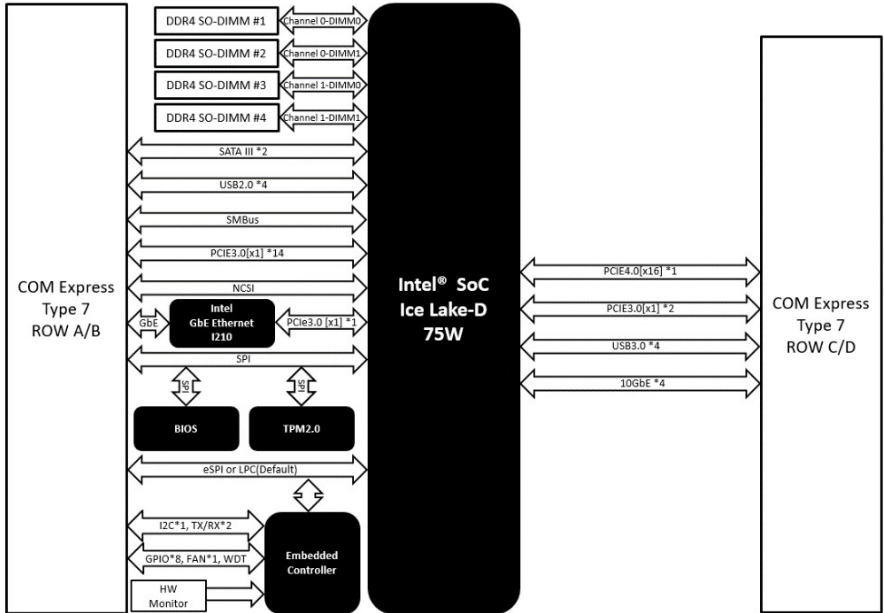 DDR4 SO-DIMM #1
Channel 0-DIMM0
DDR4 SO-DIMM #2
Channel 0-DIMM1
DDR4 SO-DIMM #3
Channel 1-DIMM0
DDR4 SO-DIMM #4
Channel 1-DIMM1
SATA III *2
USB2.0 *4
SMBus
PCIE3.0[x1] *14
NCSI
COM Express
Type 7
ROW A/B
GbE
Intel
GbE Ethernet
I210
PCIe3.0 [x1] *1
SPI
SPI
SPI
BIOS
TPM2.0
eSPI or LPC(Default)
I2C*1, TX/RX*2
GPIO*8, FAN*1, WDT
HW
Monitor
Embedded
Controller
Intel® SoC
Ice Lake-D
75W
PCIE4.0[x16] *1
PCIE3.0[x1] *2
USB3.0 *4
10GbE *4
COM Express
Type 7
ROW C/D